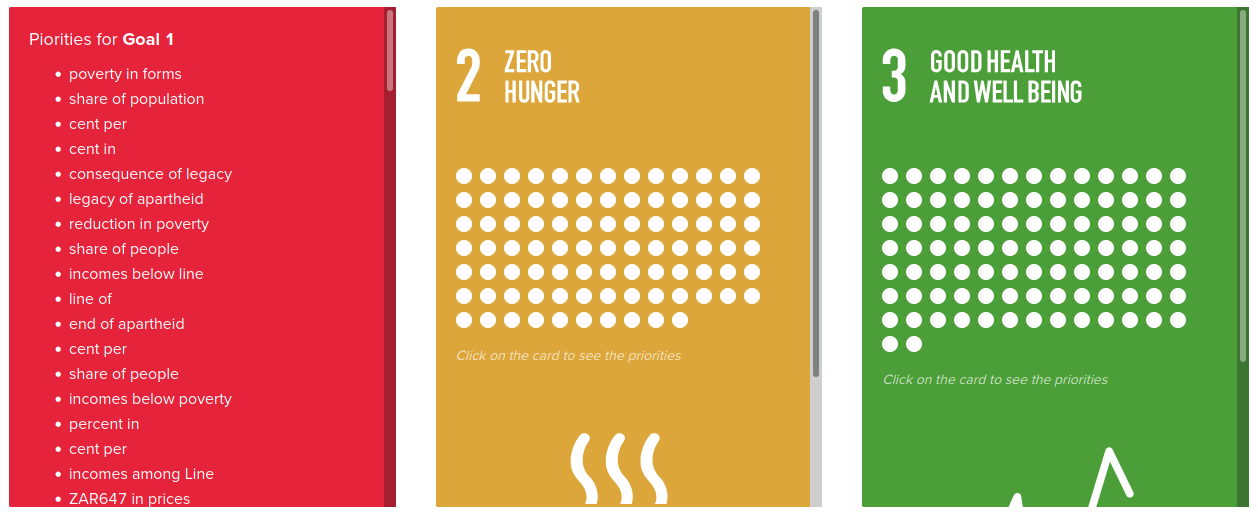 Piorities for Goal 1
poverty in forms
share of population
cent per
cent in
consequence of legacy
legacy of apartheid
reduction in poverty
share of people
incomes below line
line of
end of apartheid
cent per
share of people
incomes below poverty
percent in
cent per
incomes among Line
ZAR647 in prices
2 ZERO
HUNGER
Click on the card to see the priorities
3 GOOD HEALTH
AND WELL BEING
Click on the card to see the priorities